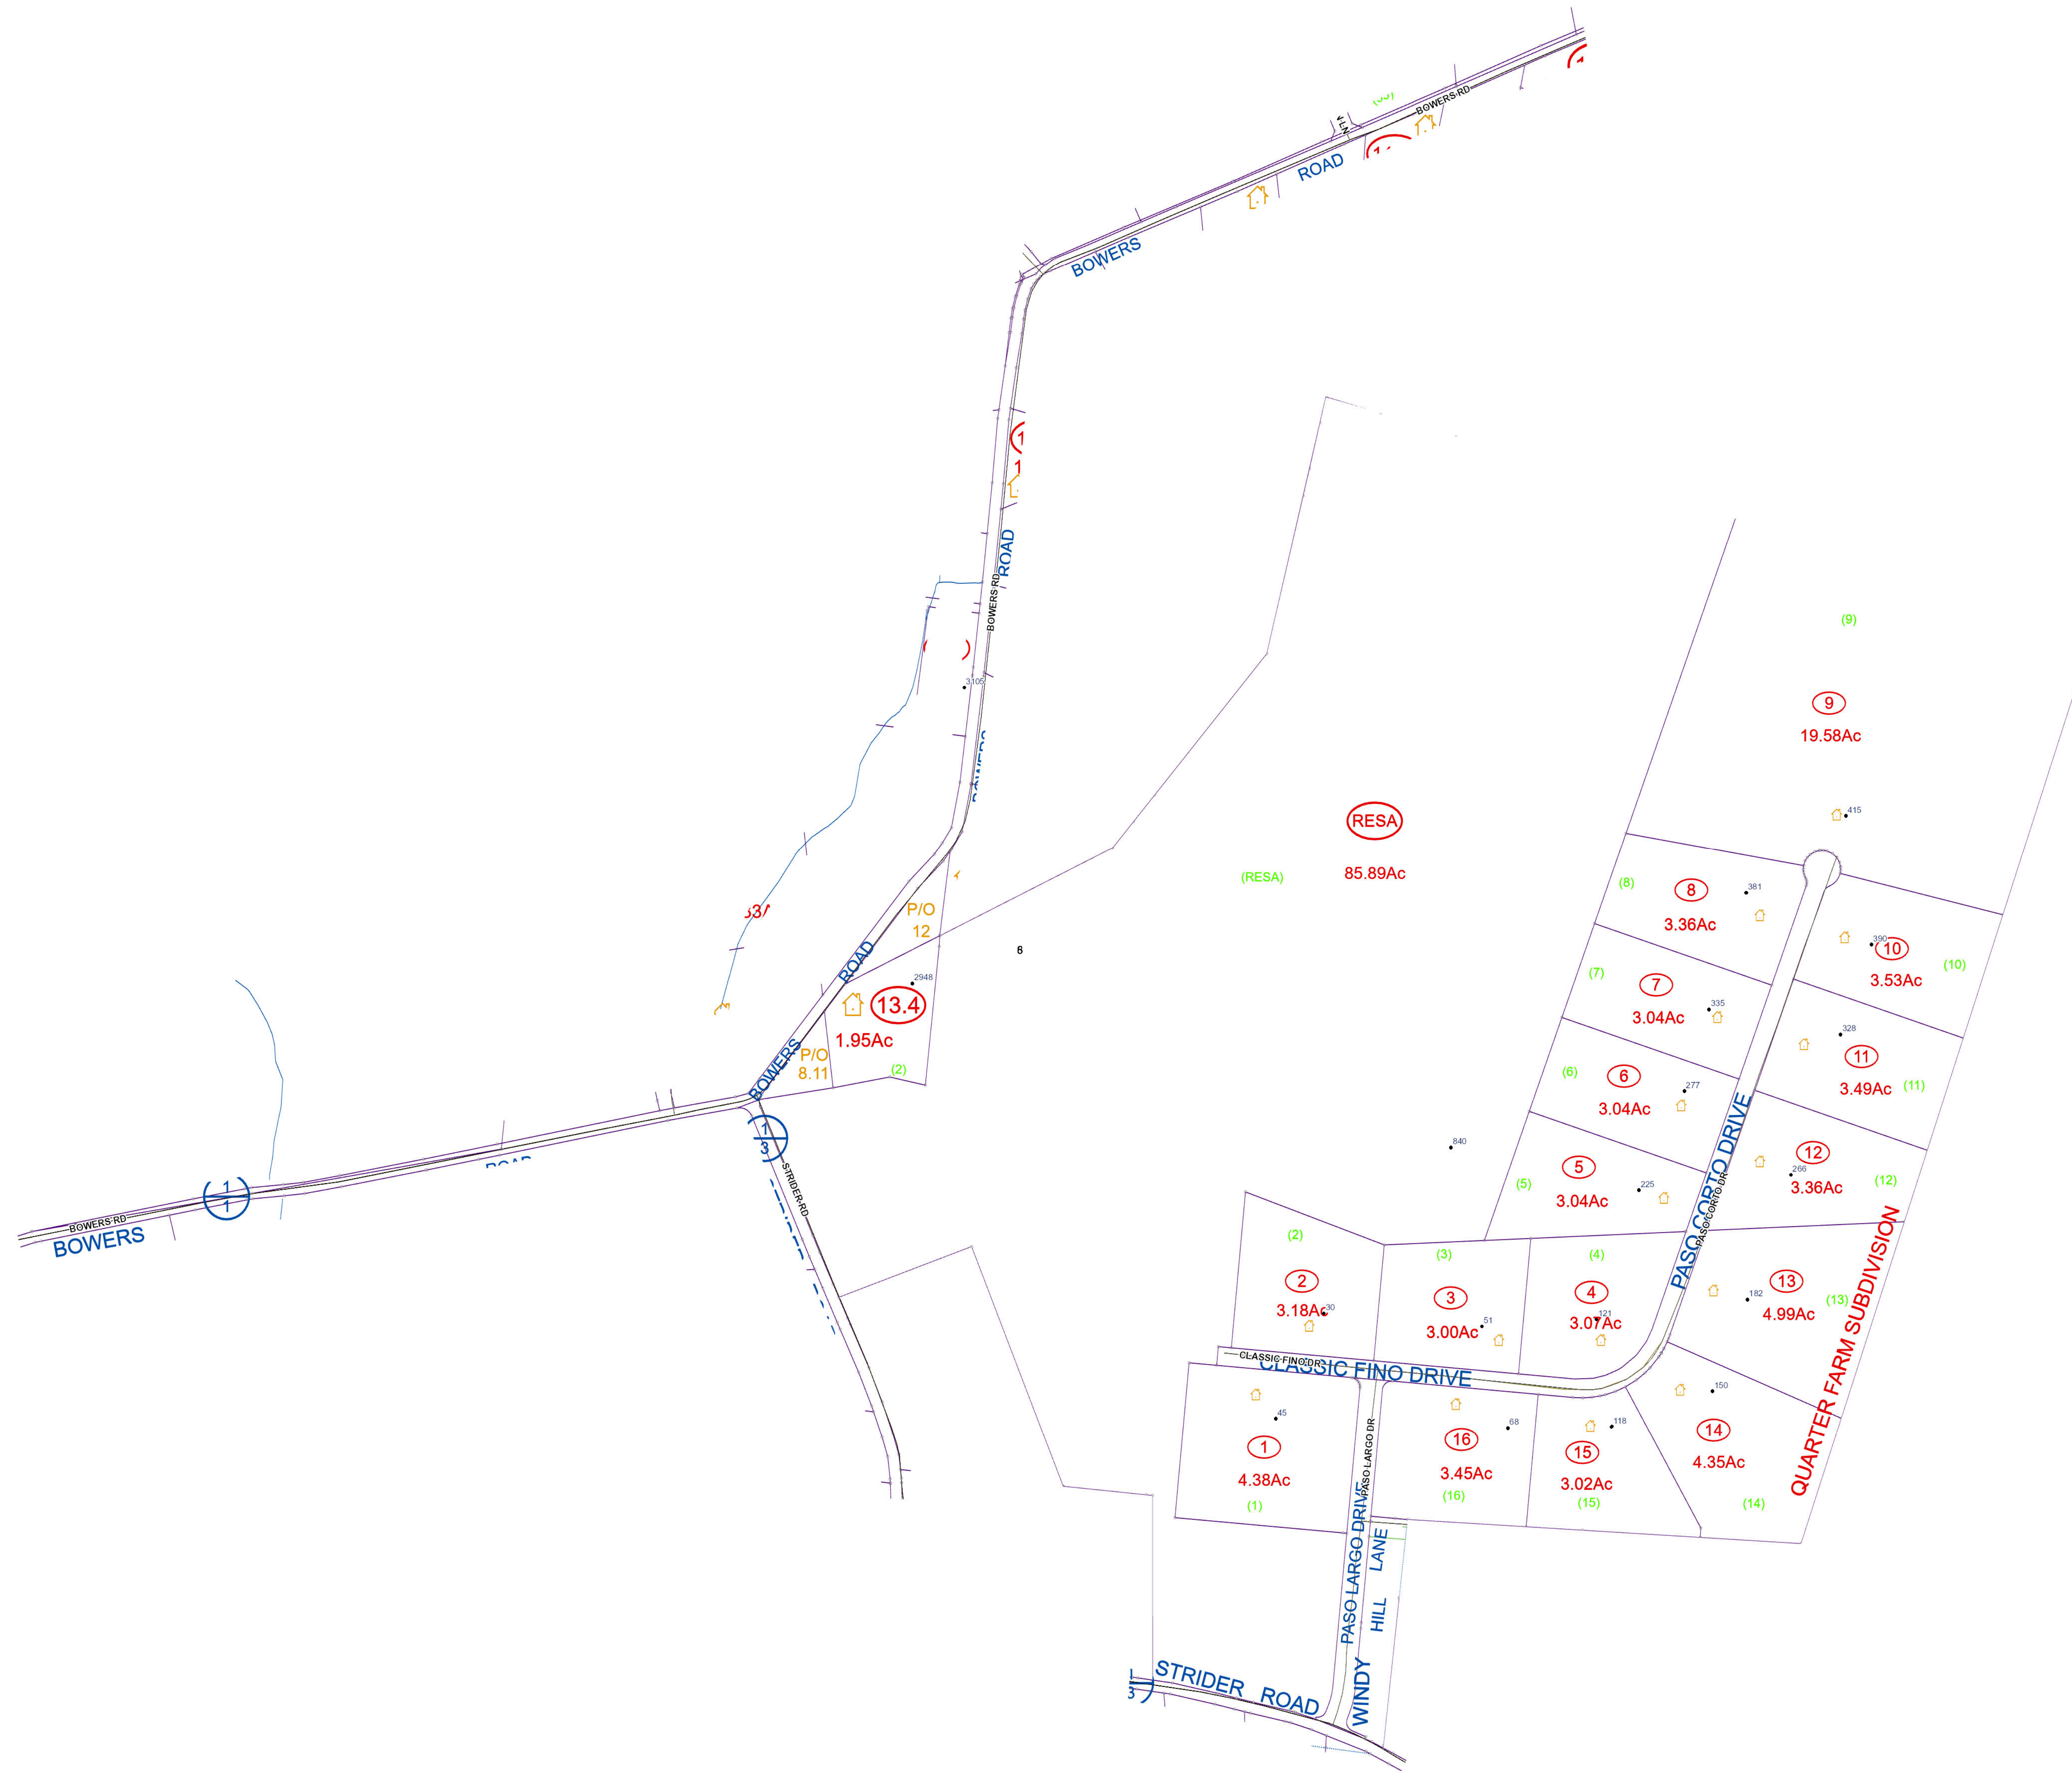 BOWERS RD
ROAD
BOWERS
ROAD
BOWERS RD
3105
(9)
9
19.58Ac
415
RESA
85.89Ac
(RESA)
P/O
12
ROAD
2948
13.4
1.95Ac
(2)
P/O
8.11
BOWERS
1
3
STRIDER RD
1
1
BOWERS RD
BOWERS
(8)
8
3.36Ac
381
390
10
3.53Ac
(10)
(7)
7
3.04Ac
335
328
11
3.49Ac
(11)
(6)
6
3.04Ac
277
840
12
266
3.36Ac
(12)
(5)
5
3.04Ac
225
PASO CORTO DRIVE
PASO CORTO DR
(2)
2
3.18Ac
30
(3)
3
3.00Ac
51
(4)
4
3.07Ac
121
13
4.99Ac
182
(13)
QUARTER FARM SUBDIVISION
CLASSIC FINO DR
CLASSIC FINO DRIVE
45
1
4.38Ac
(1)
PASO LARGO DR
68
16
3.45Ac
(16)
118
15
3.02Ac
(15)
150
14
4.35Ac
(14)
PASO LARGO DRIVE
WINDY HILL LANE
STRIDER ROAD
3